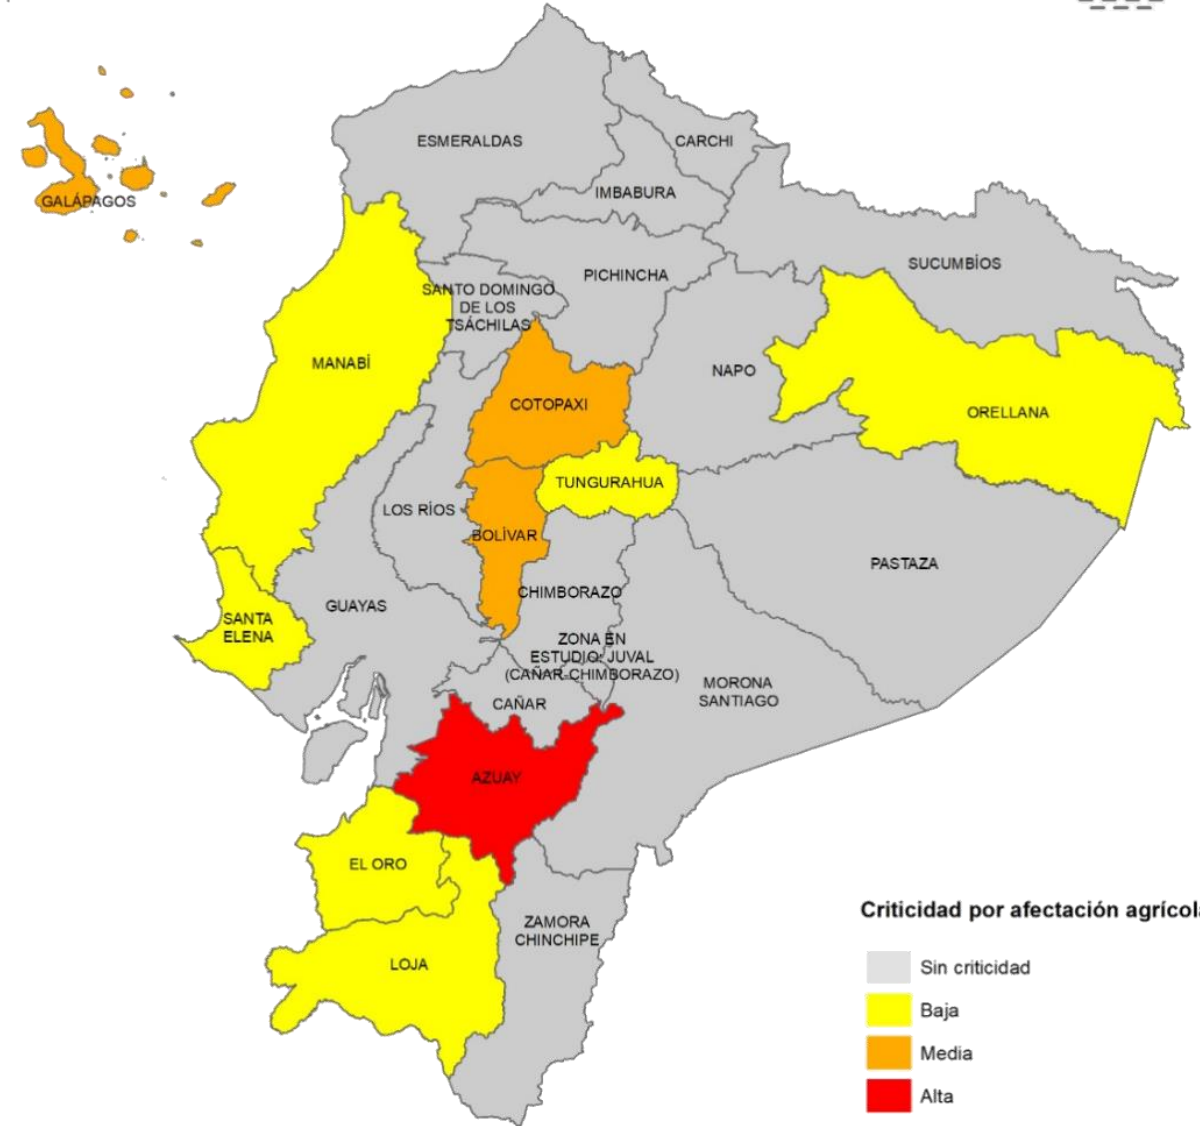 ESMERALDAS
CARCHI
IMBABURA
GALÁPAGOS
SUCUMBÍOS
PICHINCHA
SANTO DOMINGO
DE LOS
TSÁCHILAS
MANABÍ
NAPO
COTOPAXI
ORELLANA
TUNGURAHUA
LOS RÍOS
BOLÍVAR
PASTAZA
CHIMBORAZO
GUAYAS
SANTA
ELENA
ZONA EN
ESTUDIO: JUVAL
(CAÑAR-CHIMBORAZO)
MORONA
SANTIAGO
CAÑAR
AZUAY
EL ORO
ZAMORA
CHINCHIPE
LOJA
Criticidad por afectación agrícola
Sin criticidad
Baja
Media
Alta